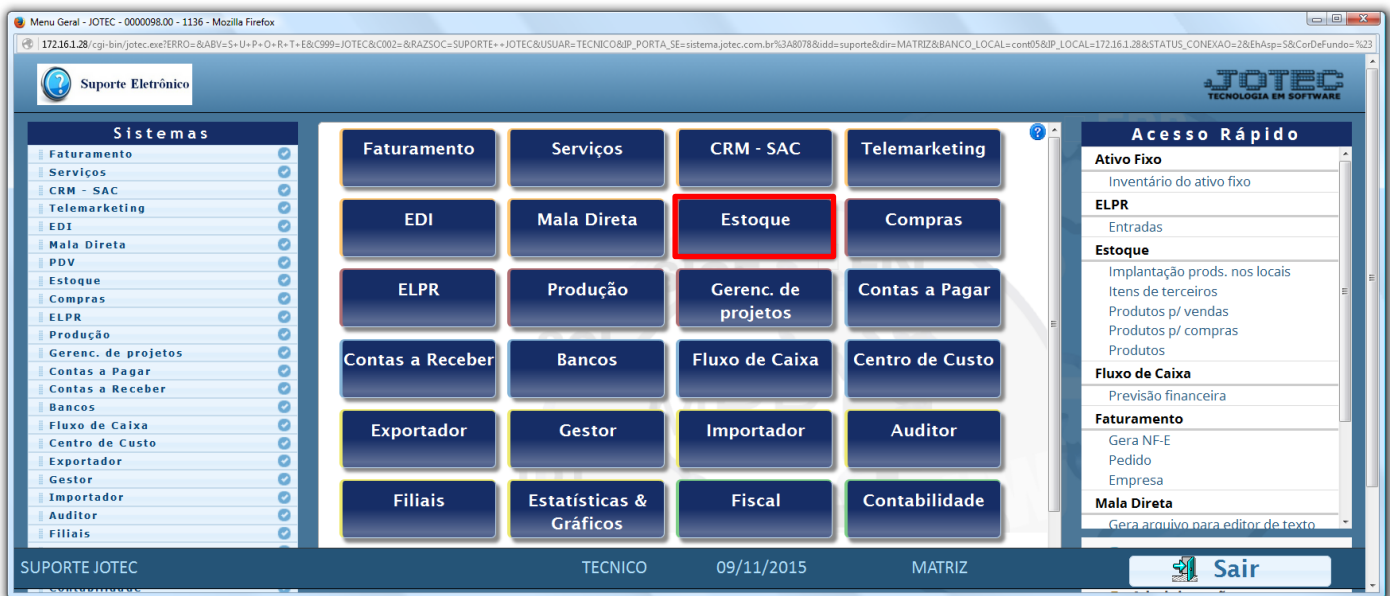 Menu Geral - JOTEC - 0000098.00 - 1136 - Mozilla Firefox
172.16.1.28/cgi-bin/jotec.exe?ERRO=&ABV=S+U+P+O+R+T+E&C999=JOTEC&C002=&RAZSOC=SUPORTE++JOTEC&USUAR=TECNICO&IP_PORTA_SE=sistema.jotec.com.br%3A8078&idd=suporte&dir=MATRIZ&BANCO_LOCAL=cont05&IP_LOCAL=172.16.1.28&STATUS_CONEXAO=2&EhAsp=S&CorDeFundo=%23
Suporte Eletrônico
JOTEC
TECNOLOGIA EM SOFTWARE
Sistemas
Faturamento
Serviços
CRM - SAC
Telemarketing
EDI
Mala Direta
PDV
Estoque
Compras
ELPR
Produção
Gerenc. de projetos
Contas a Pagar
Contas a Receber
Bancos
Fluxo de Caixa
Centro de Custo
Exportador
Gestor
Importador
Auditor
Filiais
Contabilidade
Faturamento
Serviços
CRM - SAC
Telemarketing
EDI
Mala Direta
Estoque
Compras
ELPR
Produção
Gerenc. de
projetos
Contas a Pagar
Contas a Receber
Bancos
Fluxo de Caixa
Centro de Custo
Exportador
Gestor
Importador
Auditor
Filiais
Estatísticas &
Gráficos
Fiscal
Contabilidade
Acesso Rápido
Ativo Fixo
Inventário do ativo fixo
ELPR
Entradas
Estoque
Implantação prods. nos locais
Itens de terceiros
Produtos p/ vendas
Produtos p/ compras
Produtos
Fluxo de Caixa
Previsão financeira
Faturamento
Gera NF-E
Pedido
Empresa
Mala Direta
Gera arquivo para editor de texto
SUPORTE JOTEC
TECNICO
09/11/2015
MATRIZ
Sair